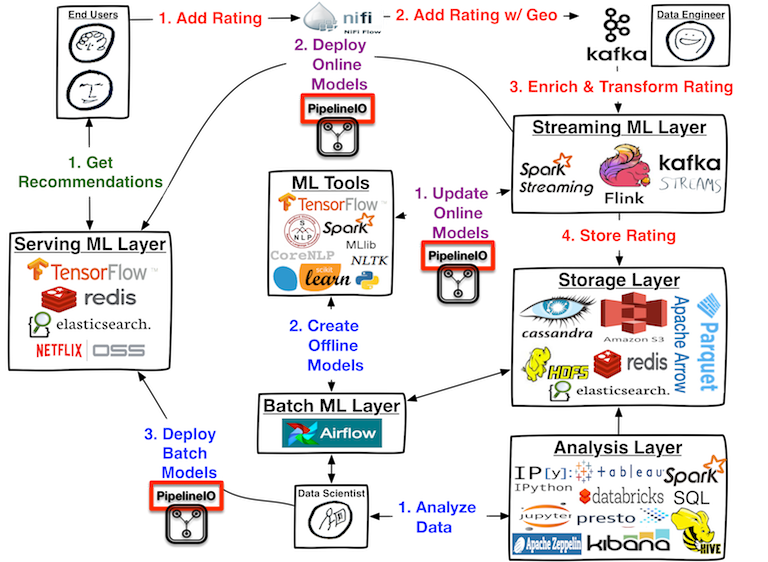 End Users
1. Add Rating
nifi
NiFi Flow
2. Add Rating w/ Geo
kafka
Data Engineer
2. Deploy
Online
Models
PipelineIO
3. Enrich & Transform Rating
Streaming ML Layer
Spark
Streaming
Flink
kafka
STREAMS
1. Get
Recommendations
ML Tools
TensorFlow™
S
NLP
Spark
MLlib
CoreNLP
NLTK
scikit
learn
1. Update
Online
Models
PipelineIO
4. Store Rating
Serving ML Layer
TensorFlow™
redis
elasticsearch.
NETFLIX OSS
Storage Layer
cassandra
Amazon S3
Apache Arrow
Parquet
HDFS
redis
elasticsearch.
2. Create
Offline
Models
Batch ML Layer
Airflow
3. Deploy
Batch
Models
PipelineIO
Data Scientist
1. Analyze
Data
Analysis Layer
IP[y]:
IPython
tableau
Spark
SQL
databricks
jupyter
presto
Apache Zeppelin
kibana
HIVE